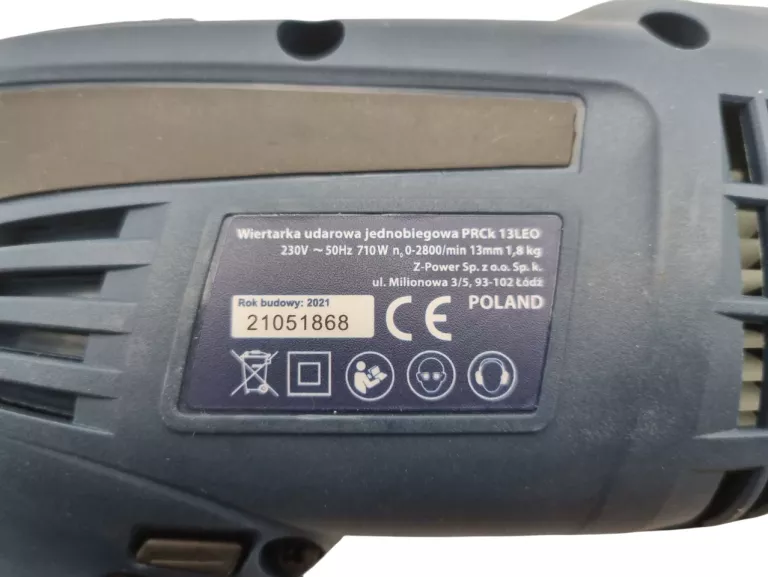 Wiertarka udarowa jednobiegowa PRCk 13LEO
230V ~ 50Hz 710W n₀ 0-2800/min 13mm 1,8 kg
Z-Power Sp. z o.o. Sp. k.
ul. Milionowa 3/5, 93-102 Łódź
POLAND
Rok budowy: 2021
21051868
CE